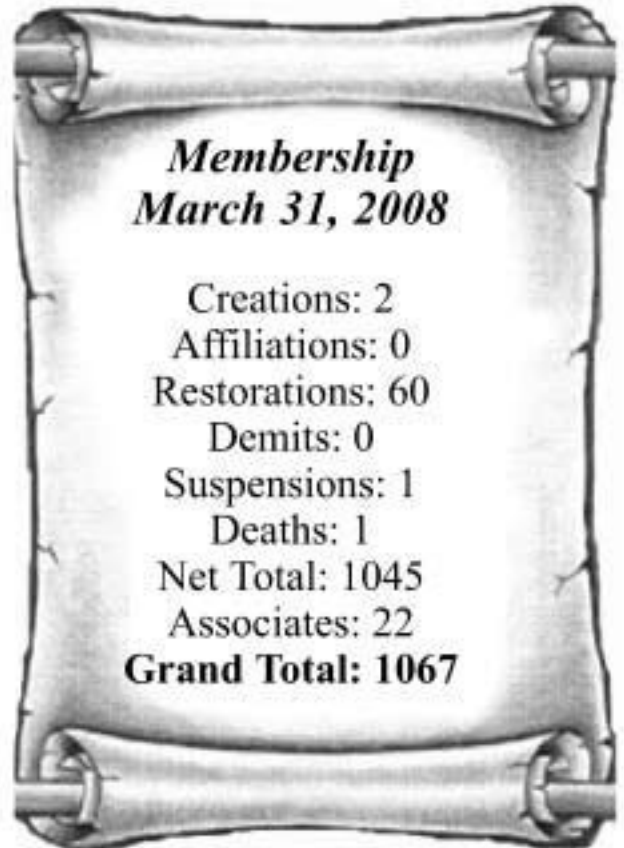 Membership
March 31, 2008
Creations: 2
Affiliations: 0
Restorations: 60
Demits: 0
Suspensions: 1
Deaths: 1
Net Total: 1045
Associates: 22
Grand Total: 1067